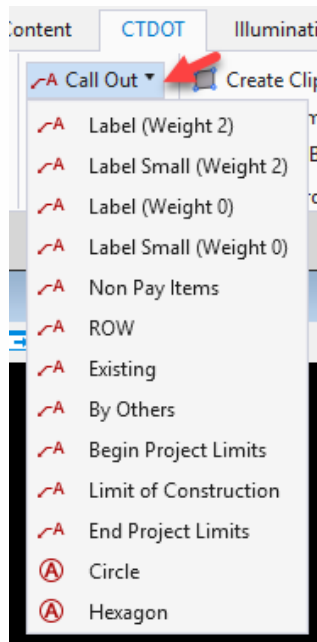 Content CTDOT Illuminati
Call Out Create Clip
Label (Weight 2)
Label Small (Weight 2)
Label (Weight 0)
Label Small (Weight 0)
Non Pay Items
ROW
Existing
By Others
Begin Project Limits
Limit of Construction
End Project Limits
Circle
Hexagon